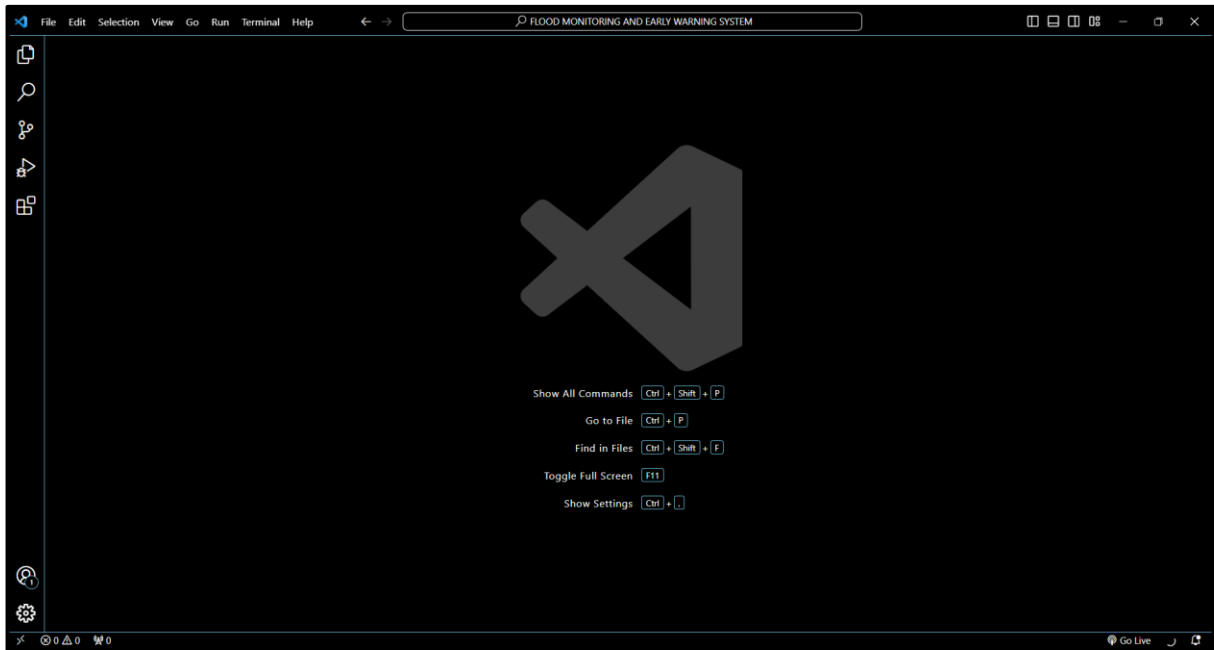 File Edit Selection View Go Run Terminal Help FLOOD MONITORING AND EARLY WARNING SYSTEM
Show All Commands Ctrl + Shift + P
Go to File Ctrl + P
Find in Files Ctrl + Shift + F
Toggle Full Screen F11
Show Settings Ctrl + ,
1
0 0 0 Go Live